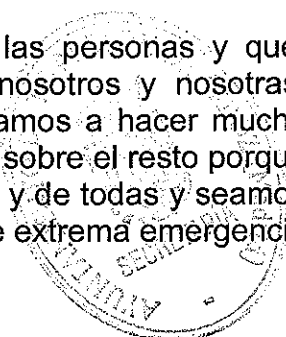 las personas y que
nosotros y nosotras
amos a hacer much
sobre el resto porqu
y de todas y seamo
e extrema emergenci